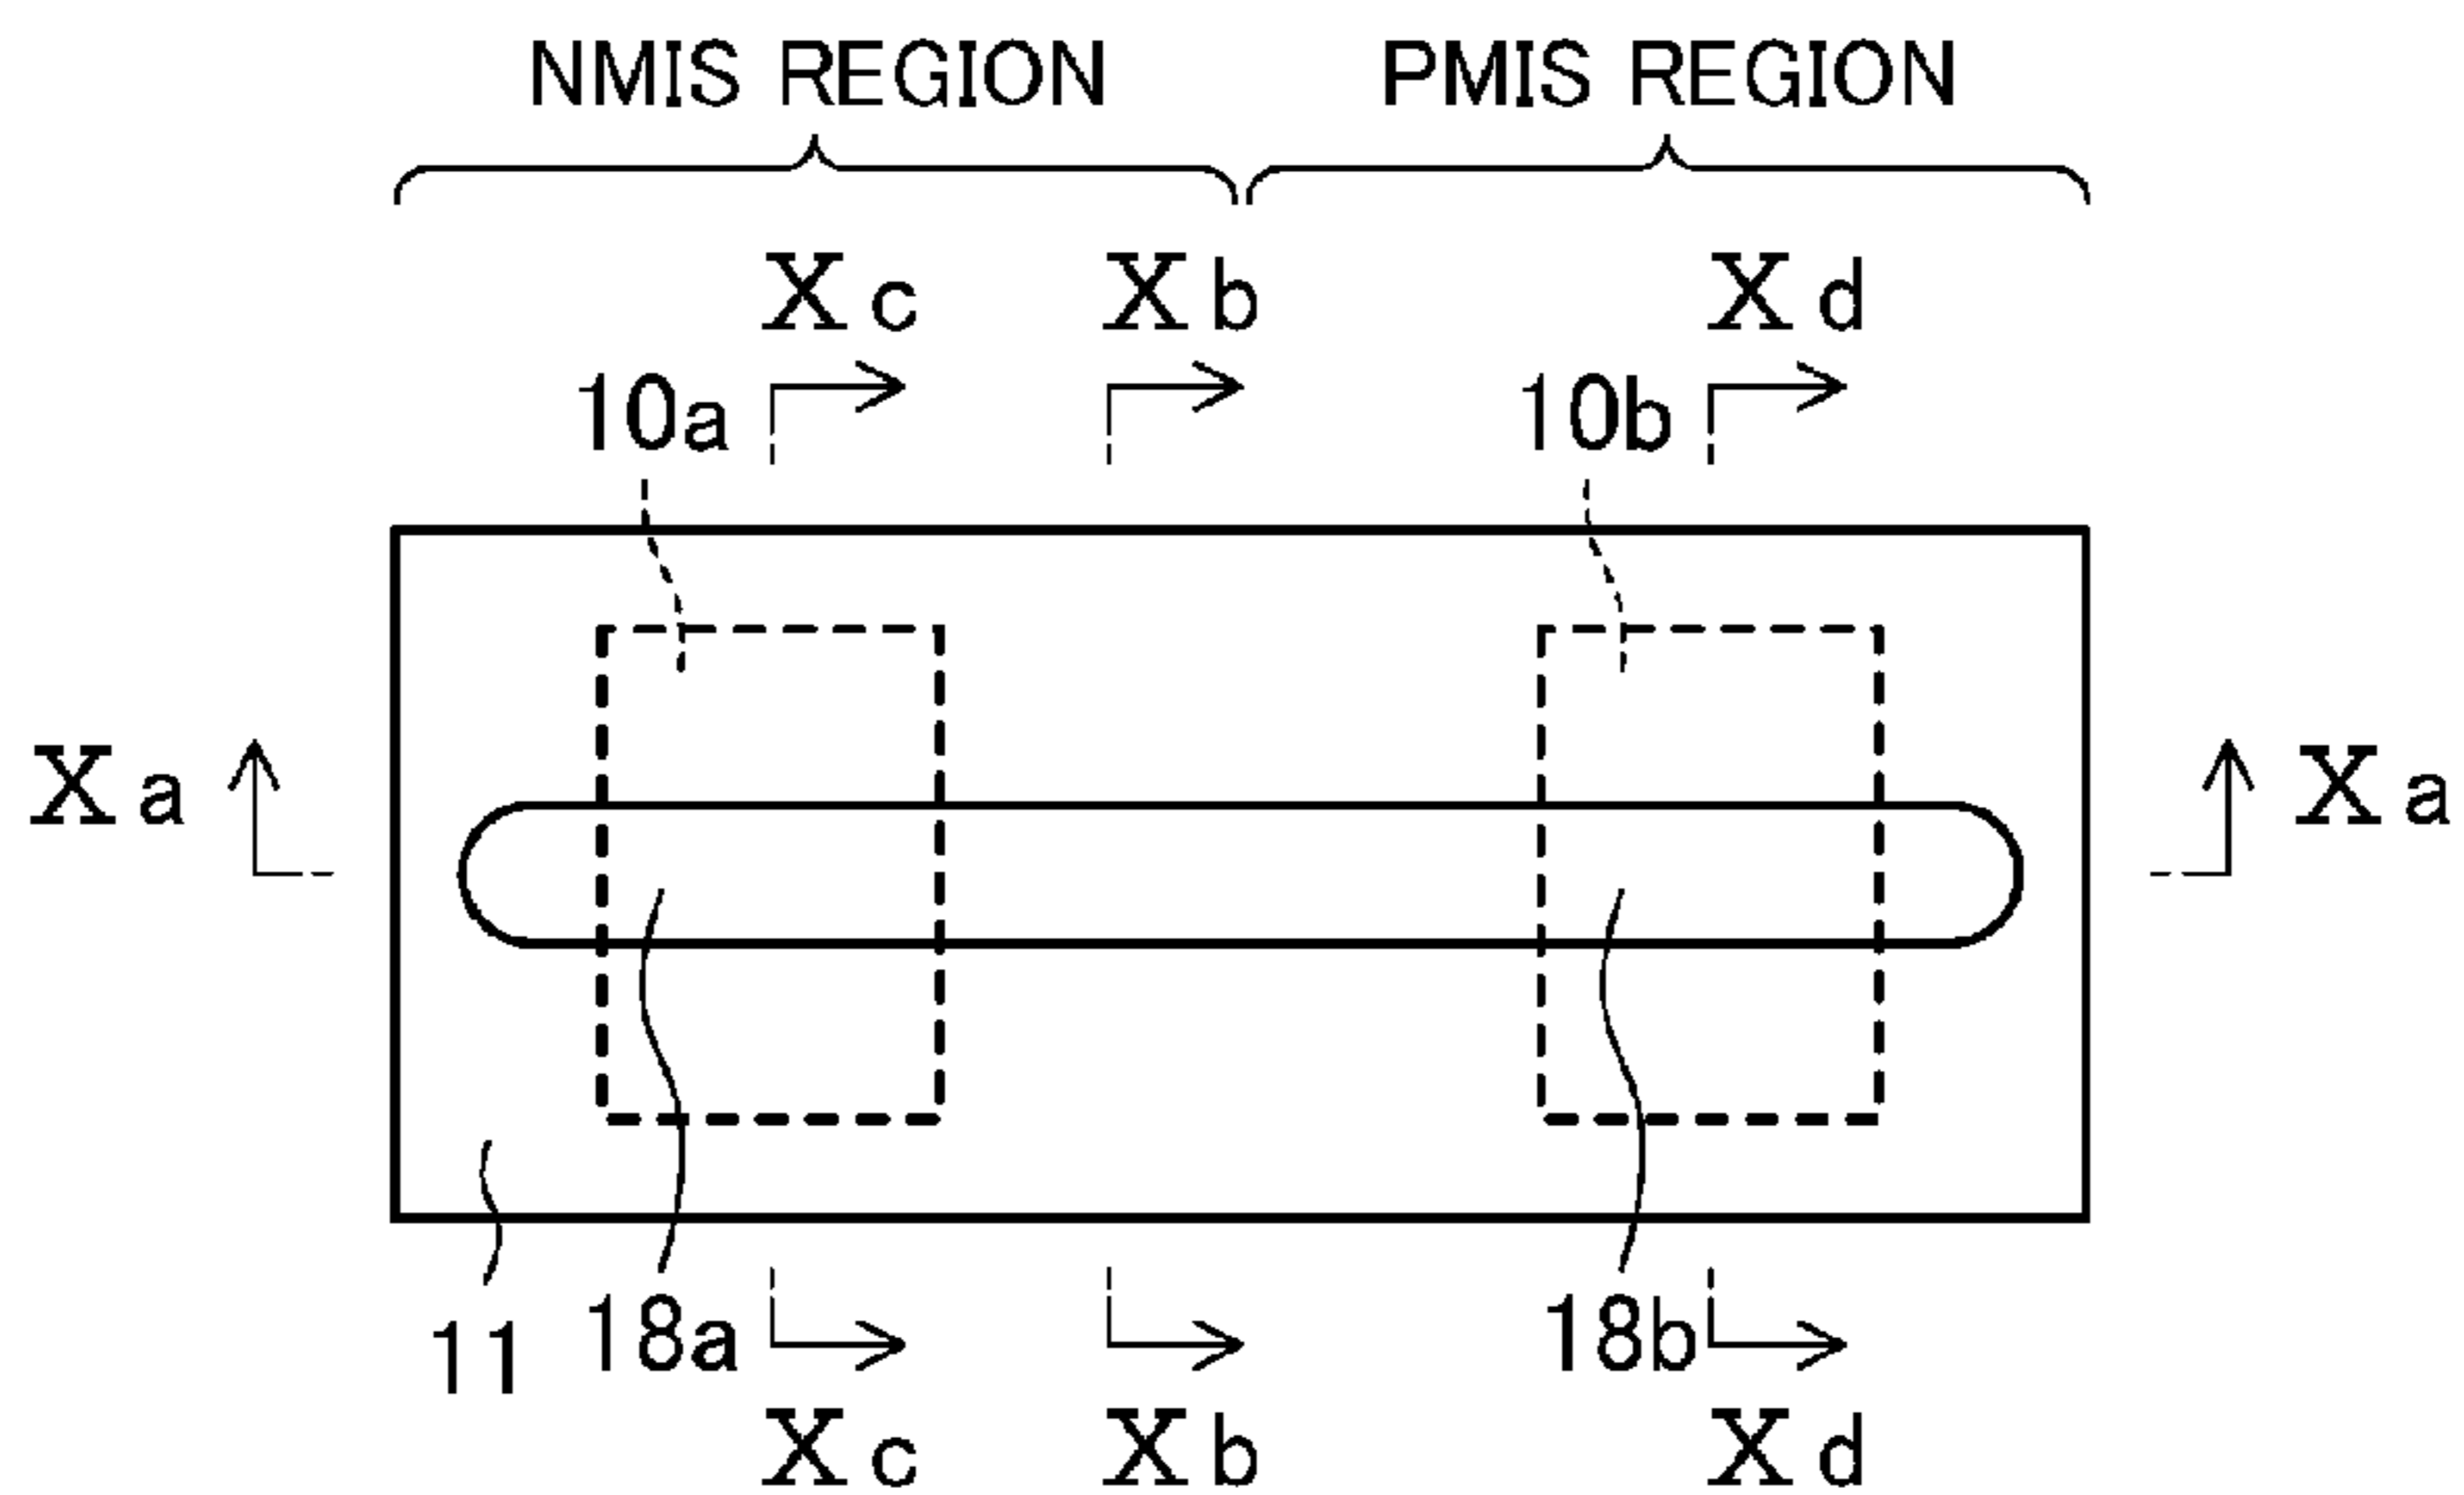 NMIS REGION PMIS REGION
Xc Xb Xd
10a 10b
Xa Xa
11 18a 18b
Xc Xb Xd